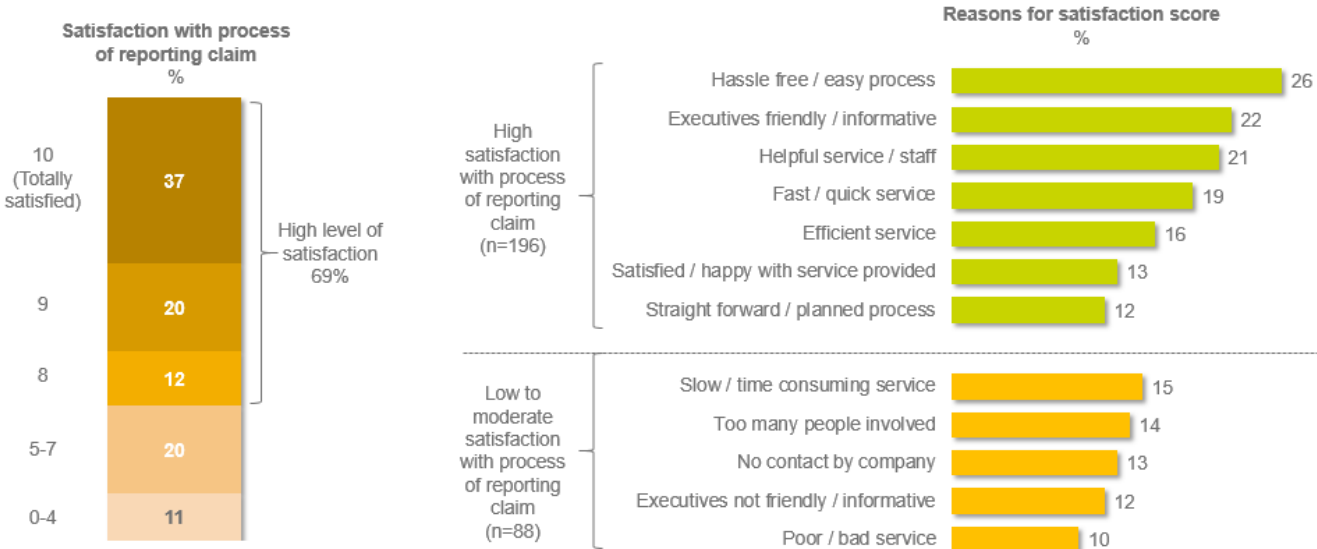 Satisfaction with process
of reporting claim
%
10
(Totally
satisfied)
37
9
20
8
12
5-7
20
0-4
11
High level of
satisfaction
69%
Reasons for satisfaction score
%
High
satisfaction
with process
of reporting
claim
(n=196)
Hassle free / easy process 26
Executives friendly / informative 22
Helpful service / staff 21
Fast / quick service 19
Efficient service 16
Satisfied / happy with service provided 13
Straight forward / planned process 12
Low to
moderate
satisfaction
with process
of reporting
claim
(n=88)
Slow / time consuming service 15
Too many people involved 14
No contact by company 13
Executives not friendly / informative 12
Poor / bad service 10